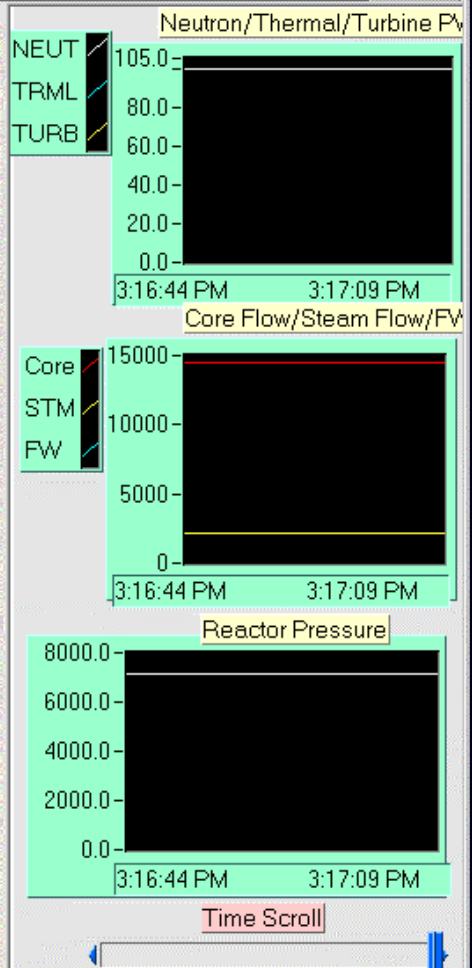 Neutron/Thermal/Turbine
NEUT
TRML
TURB
105.0
80.0
60.0
40.0
20.0
0.0
3:16:44 PM 3:17:09 PM
Core Flow/Steam Flow/FW
Core
STM
FW
15000
10000
5000
0
3:16:44 PM 3:17:09 PM
Reactor Pressure
8000.0
6000.0
4000.0
2000.0
0.0
3:16:44 PM 3:17:09 PM
Time Scroll